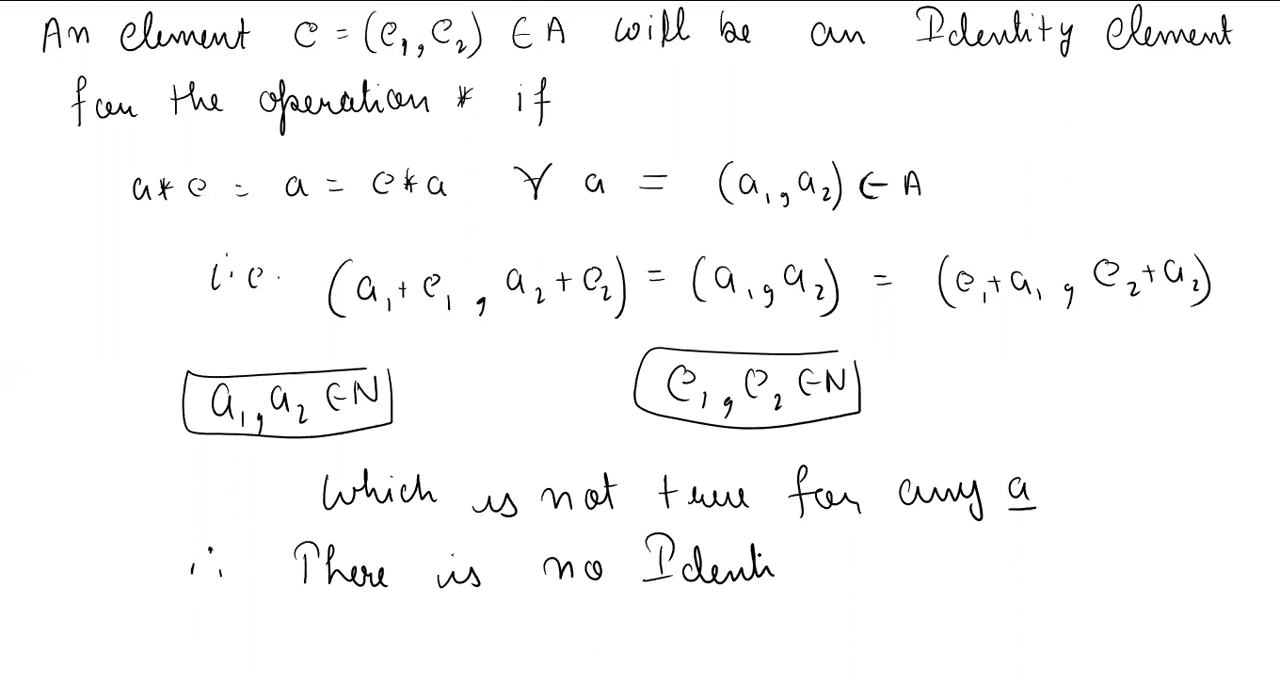 An element e = (e₁, e₂) ∈ A will be an Identity element
for the operation * if
a * e = a = e * a ∀ a = (a₁, a₂) ∈ A
i.e. (a₁ + e₁, a₂ + e₂) = (a₁, a₂) = (e₁ + a₁, e₂ + a₂)
a₁, a₂ ∈ N e₁, e₂ ∈ N
Which is not true for any a
∴ There is no Identi